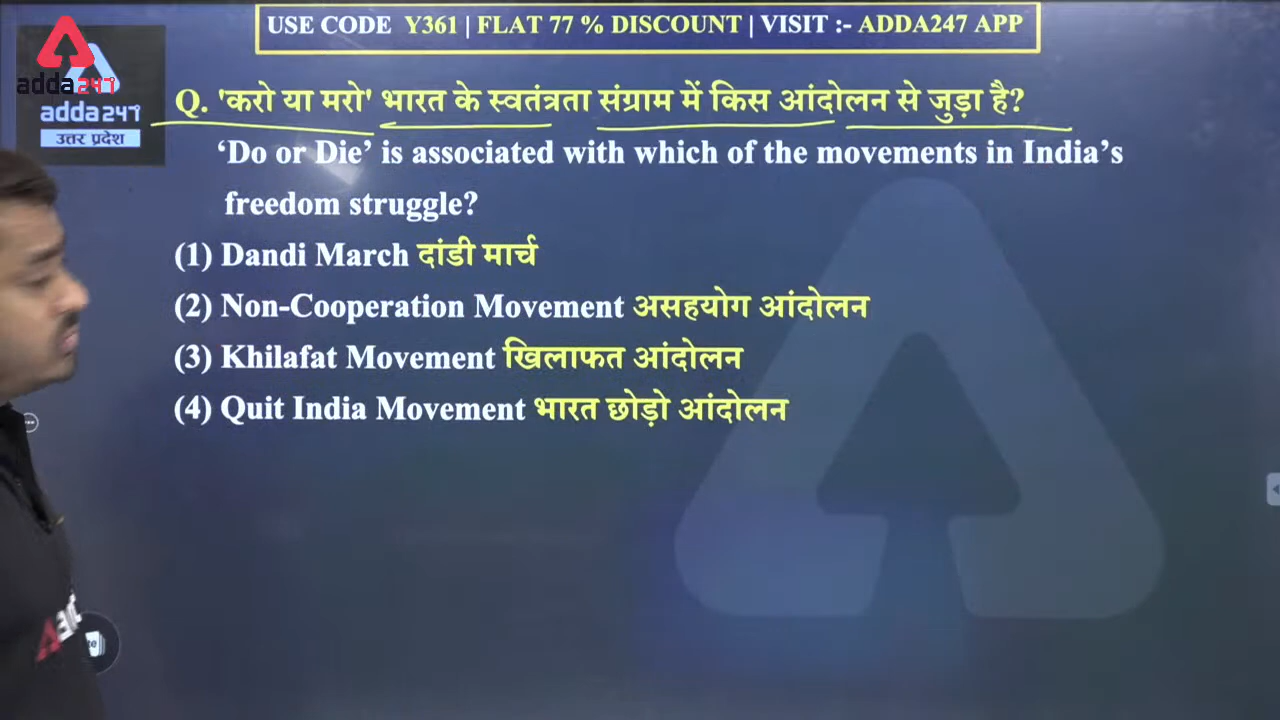 USE CODE Y361 | FLAT 77 % DISCOUNT | VISIT :- ADDA247 APP
adda247
adda247
उत्तर प्रदेश
Q. 'करो या मरो' भारत के स्वतंत्रता संग्राम में किस आंदोलन से जुड़ा है?
‘Do or Die’ is associated with which of the movements in India’s
freedom struggle?
(1) Dandi March दांडी मार्च
(2) Non-Cooperation Movement असहयोग आंदोलन
(3) Khilafat Movement खिलाफत आंदोलन
(4) Quit India Movement भारत छोड़ो आंदोलन